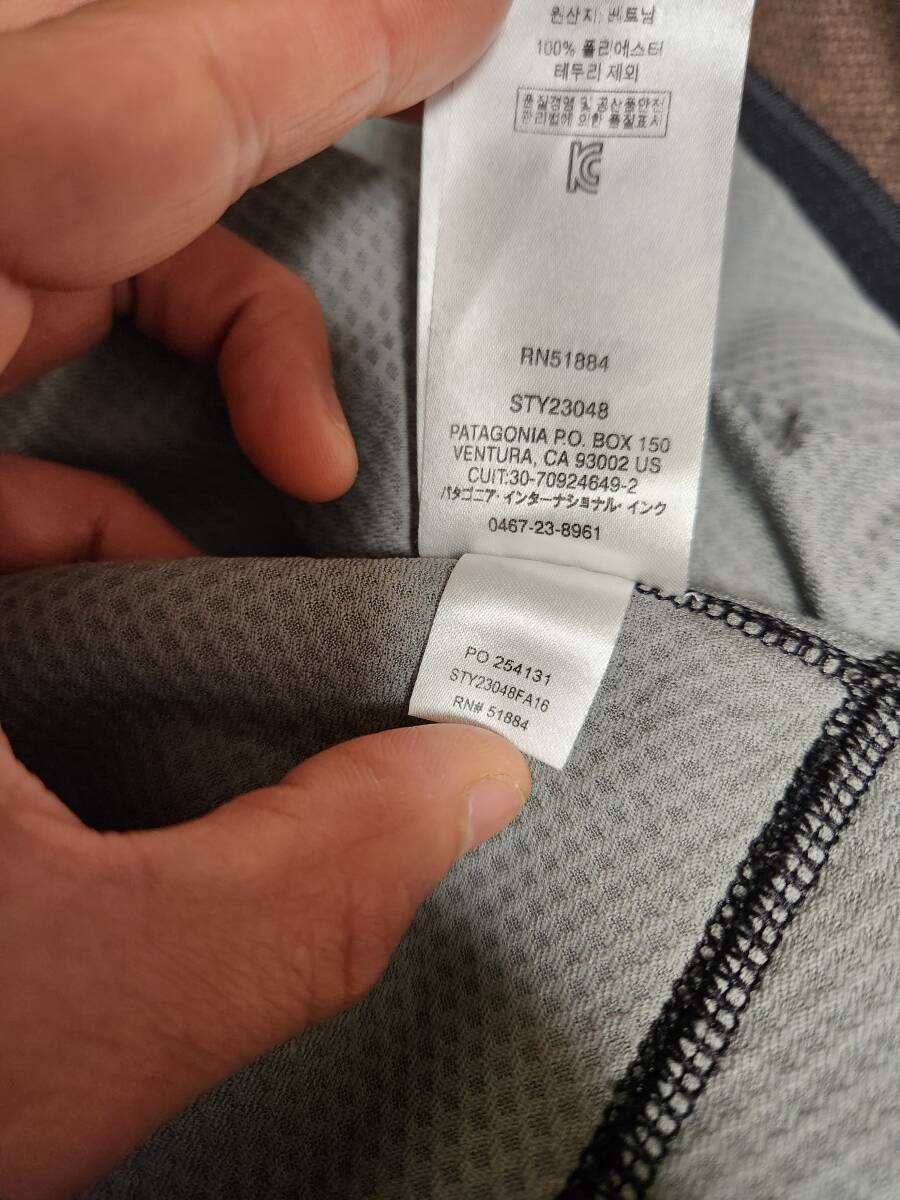 원산지: 베트남
100% 폴리에스터
테두리 제외
품질경영 및 공산품안전
관리법에 의한 품질표시
RN51884
STY23048
PATAGONIA P.O. BOX 150
VENTURA, CA 93002 US
CUIT:30-70924649-2
パタゴニア・インターナショナル・インク
0467-23-8961
PO 254131
STY23048FA16
RN# 51884